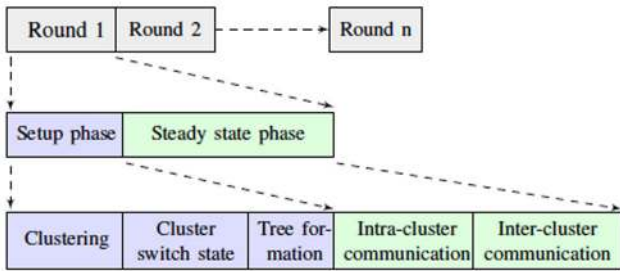 Round 1
Round 2
Round n
Setup phase
Steady state phase
Clustering
Cluster
switch state
Tree for-
mation
Intra-cluster
communication
Inter-cluster
communication